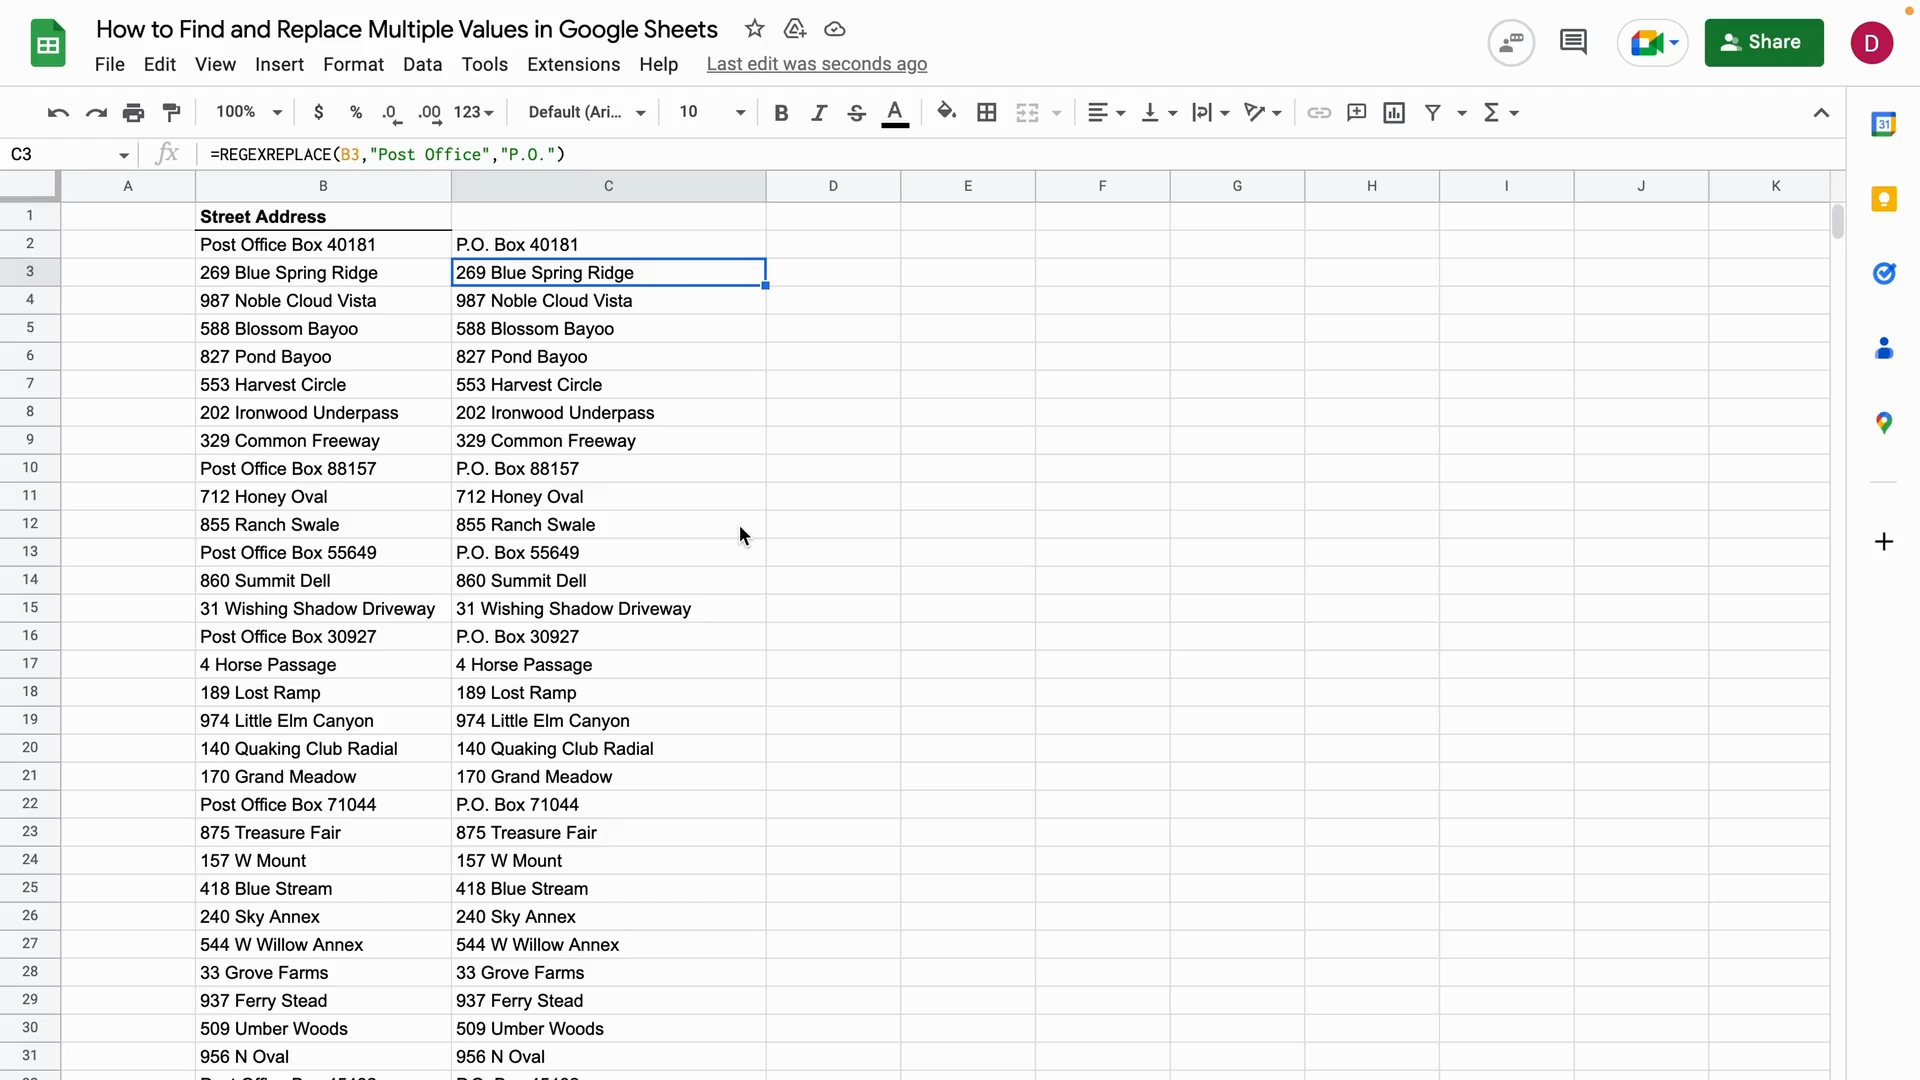 How to Find and Replace Multiple Values in Google Sheets
File Edit View Insert Format Data Tools Extensions Help Last edit was seconds ago
Share
D
100% $ % .0 .00 123 Default (Ari... 10 B I S A
31
C3 fx =REGEXREPLACE(B3,"Post Office","P.O.")
A B C D E F G H I J K
1 Street Address
2 Post Office Box 40181 P.O. Box 40181
3 269 Blue Spring Ridge 269 Blue Spring Ridge
4 987 Noble Cloud Vista 987 Noble Cloud Vista
5 588 Blossom Bayoo 588 Blossom Bayoo
6 827 Pond Bayoo 827 Pond Bayoo
7 553 Harvest Circle 553 Harvest Circle
8 202 Ironwood Underpass 202 Ironwood Underpass
9 329 Common Freeway 329 Common Freeway
10 Post Office Box 88157 P.O. Box 88157
11 712 Honey Oval 712 Honey Oval
12 855 Ranch Swale 855 Ranch Swale
13 Post Office Box 55649 P.O. Box 55649
14 860 Summit Dell 860 Summit Dell
15 31 Wishing Shadow Driveway 31 Wishing Shadow Driveway
16 Post Office Box 30927 P.O. Box 30927
17 4 Horse Passage 4 Horse Passage
18 189 Lost Ramp 189 Lost Ramp
19 974 Little Elm Canyon 974 Little Elm Canyon
20 140 Quaking Club Radial 140 Quaking Club Radial
21 170 Grand Meadow 170 Grand Meadow
22 Post Office Box 71044 P.O. Box 71044
23 875 Treasure Fair 875 Treasure Fair
24 157 W Mount 157 W Mount
25 418 Blue Stream 418 Blue Stream
26 240 Sky Annex 240 Sky Annex
27 544 W Willow Annex 544 W Willow Annex
28 33 Grove Farms 33 Grove Farms
29 937 Ferry Stead 937 Ferry Stead
30 509 Umber Woods 509 Umber Woods
31 956 N Oval 956 N Oval